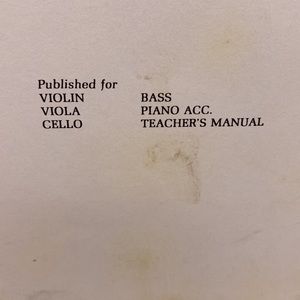 Published for
VIOLIN BASS
VIOLA PIANO ACC.
CELLO TEACHER'S MANUAL